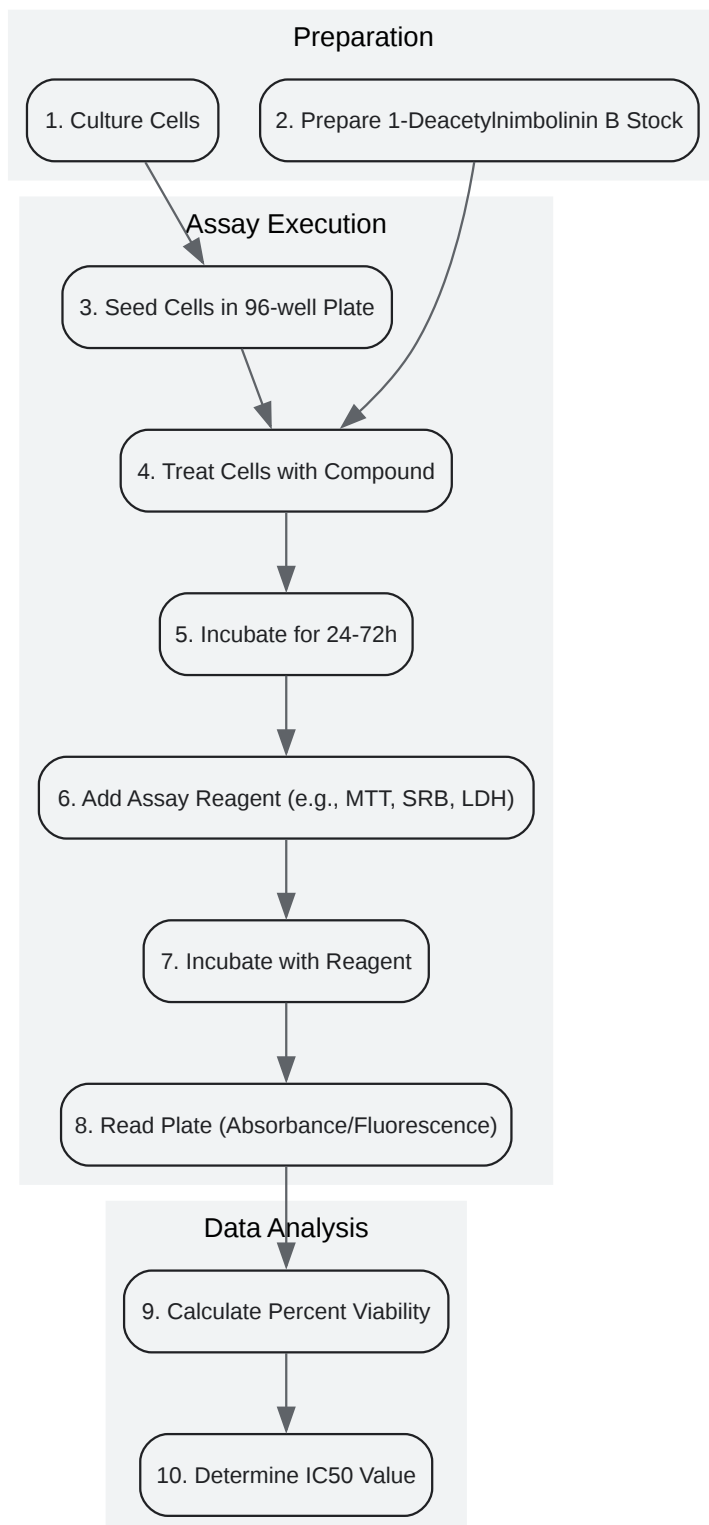 Preparation
1. Culture Cells
2. Prepare 1-Deacetylnimbolinin B Stock
Assay Execution
3. Seed Cells in 96-well Plate
4. Treat Cells with Compound
5. Incubate for 24-72h
6. Add Assay Reagent (e.g., MTT, SRB, LDH)
7. Incubate with Reagent
8. Read Plate (Absorbance/Fluorescence)
Data Analysis
9. Calculate Percent Viability
10. Determine IC50 Value